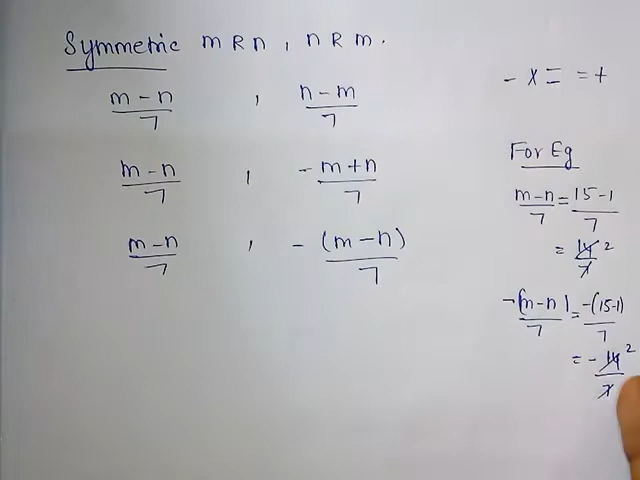 Symmetric m R n , n R m.
m - n / 7 , n - m / 7
m - n / 7 , - m + n / 7
m - n / 7 , - (m - n) / 7
- x = = +
For Eg
m - n / 7 = 15 - 1 / 7
= 14 2 / 7
- (m - n) / 7 = -(15-1) / 7
= - 14 2 / 7